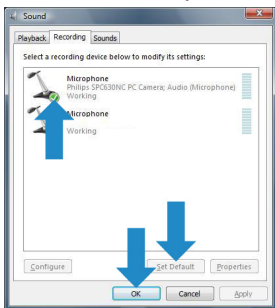 Sound
Playback Recording Sounds
Select a recording device below to modify its settings:
Microphone
Philips SPC630NC PC Camera; Audio (Microphone)
Working
Microphone
Working
Configure Set Default Properties
OK Cancel Apply